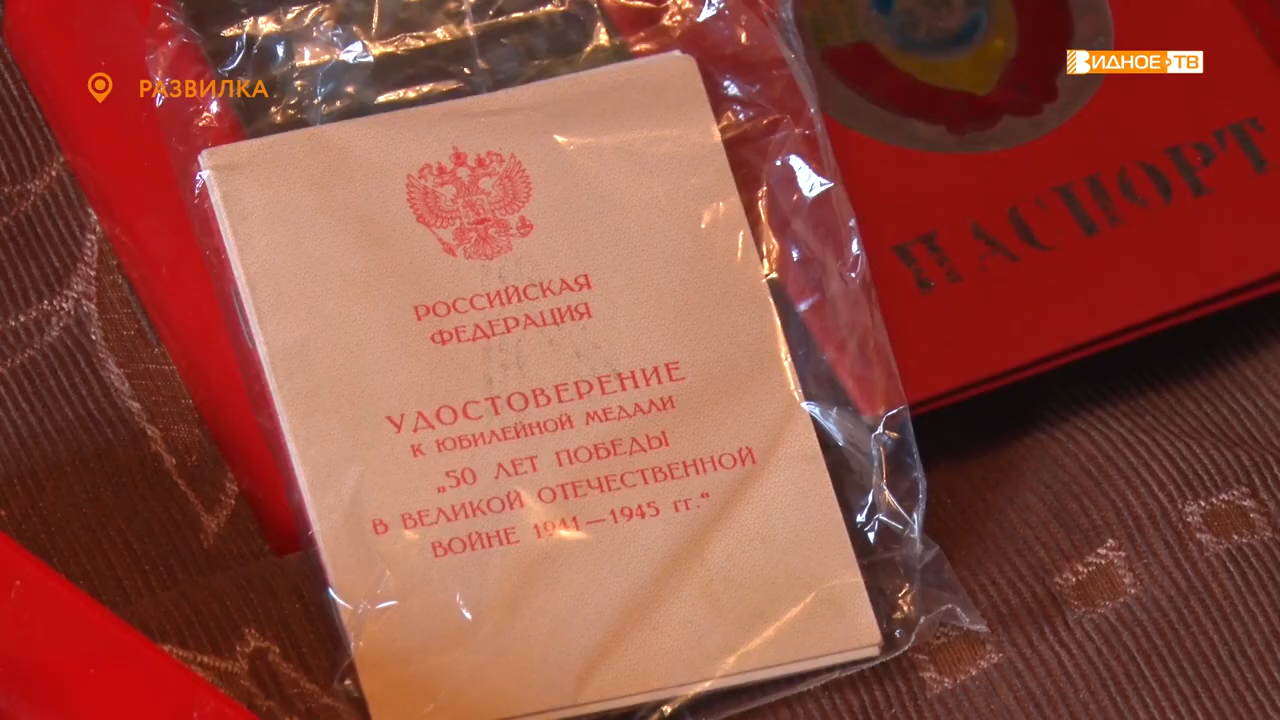 РАЗВИЛКА
ВИДНОЕ ТВ
ПАСПОРТ
РОССИЙСКАЯ
ФЕДЕРАЦИЯ
УДОСТОВЕРЕНИЕ
К ЮБИЛЕЙНОЙ МЕДАЛИ
„50 ЛЕТ ПОБЕДЫ
В ВЕЛИКОЙ ОТЕЧЕСТВЕННОЙ
ВОЙНЕ 1941—1945 гг.“